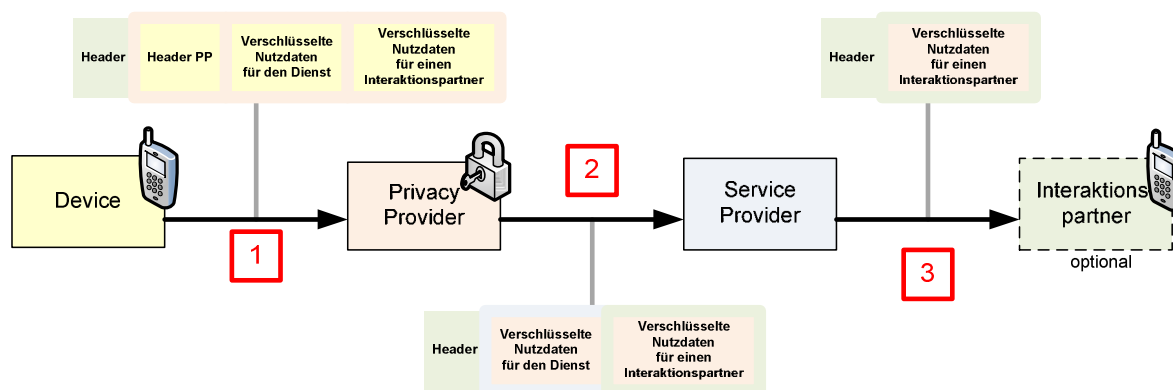 Header
Header PP
Verschlüsselte
Nutzdaten
für den Dienst
Verschlüsselte
Nutzdaten
für einen
Interaktionspartner
Header
Verschlüsselte
Nutzdaten
für einen
Interaktionspartner
Device
1
Privacy
Provider
2
Service
Provider
3
Interaktions
partner
optional
Header
Verschlüsselte
Nutzdaten
für den Dienst
Verschlüsselte
Nutzdaten
für einen
Interaktionspartner